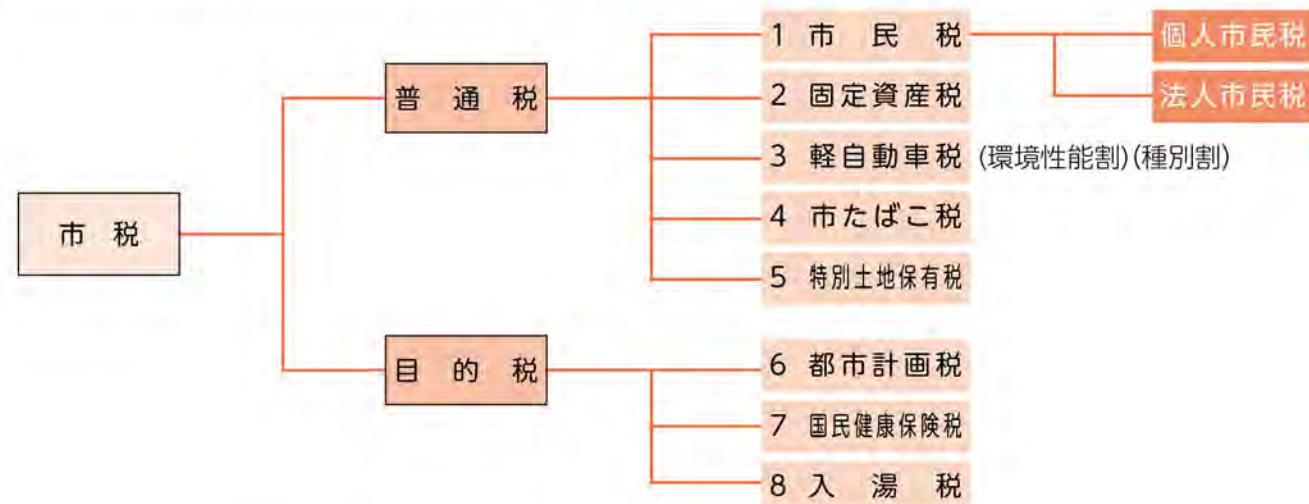 市税
普通税
1 市民税
個人市民税
法人市民税
2 固定資産税
3 軽自動車税 (環境性能割)(種別割)
4 市たばこ税
5 特別土地保有税
目的税
6 都市計画税
7 国民健康保険税
8 入湯税